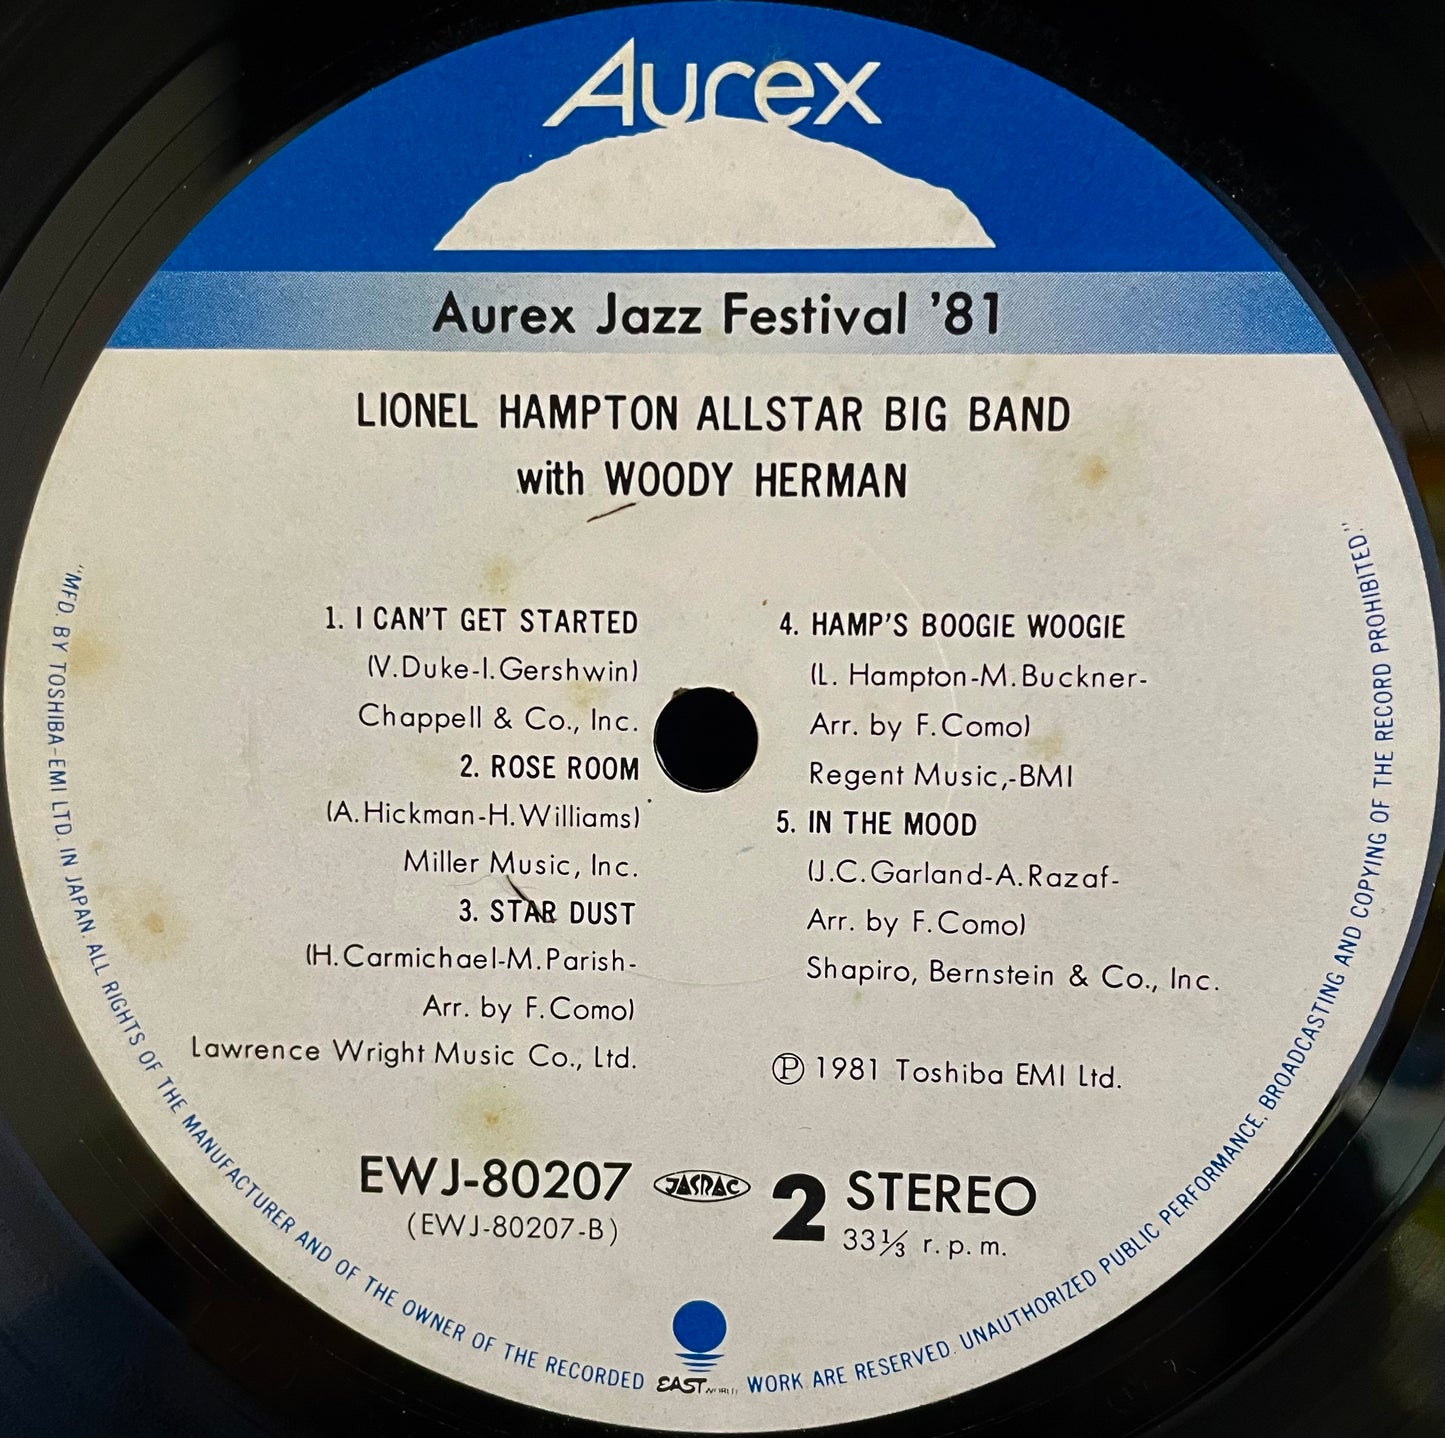 Aurex
Aurex Jazz Festival '81
LIONEL HAMPTON ALLSTAR BIG BAND
with WOODY HERMAN
1. I CAN'T GET STARTED
(V.Duke-I.Gershwin)
Chappell & Co., Inc.
2. ROSE ROOM
(A.Hickman-H.Williams)
Miller Music, Inc.
3. STAR DUST
(H.Carmichael-M.Parish-
Arr. by F.Como)
Lawrence Wright Music Co., Ltd.
4. HAMP'S BOOGIE WOOGIE
(L. Hampton-M.Buckner-
Arr. by F.Como)
Regent Music,-BMI
5. IN THE MOOD
(J.C.Garland-A.Razaf-
Arr. by F.Como)
Shapiro, Bernstein & Co., Inc.
Ⓟ 1981 Toshiba EMI Ltd.
EWJ-80207 JASRAC 2 STEREO
(EWJ-80207-B) 33⅓ r.p.m.
EAST WORLD
"MFD. BY TOSHIBA-EMI LTD. IN JAPAN. ALL RIGHTS OF THE MANUFACTURER AND OF THE OWNER OF THE RECORDED WORK ARE RESERVED. UNAUTHORIZED PUBLIC PERFORMANCE, BROADCASTING AND COPYING OF THE RECORD PROHIBITED."